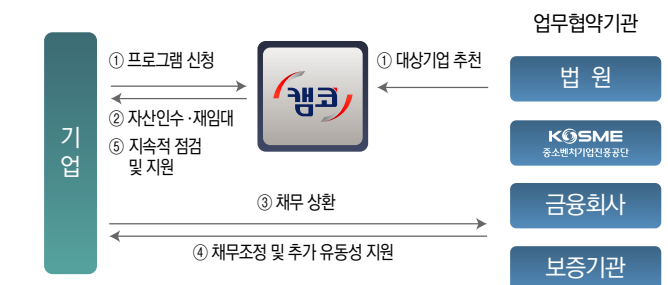 업무협약기관
① 프로그램 신청
① 대상기업 추천
법 원
캠코
② 자산인수·재임대
⑤ 지속적 점검
및 지원
기
업
KOSME
중소벤처기업진흥공단
③ 채무 상환
금융회사
④ 채무조정 및 추가 유동성 지원
보증기관